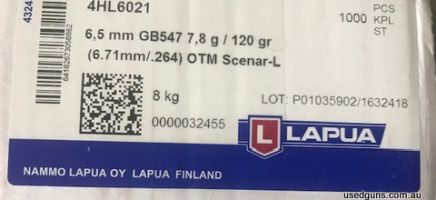 4HL6021
PCS
1000 KPL
ST
6,5 mm GB547 7,8 g / 120 gr
(6.71mm/.264) OTM Scenar-L
8 kg
LOT: P01035902/1632418
0000032455
L LAPUA
NAMMO LAPUA OY LAPUA FINLAND
usedguns.com.au